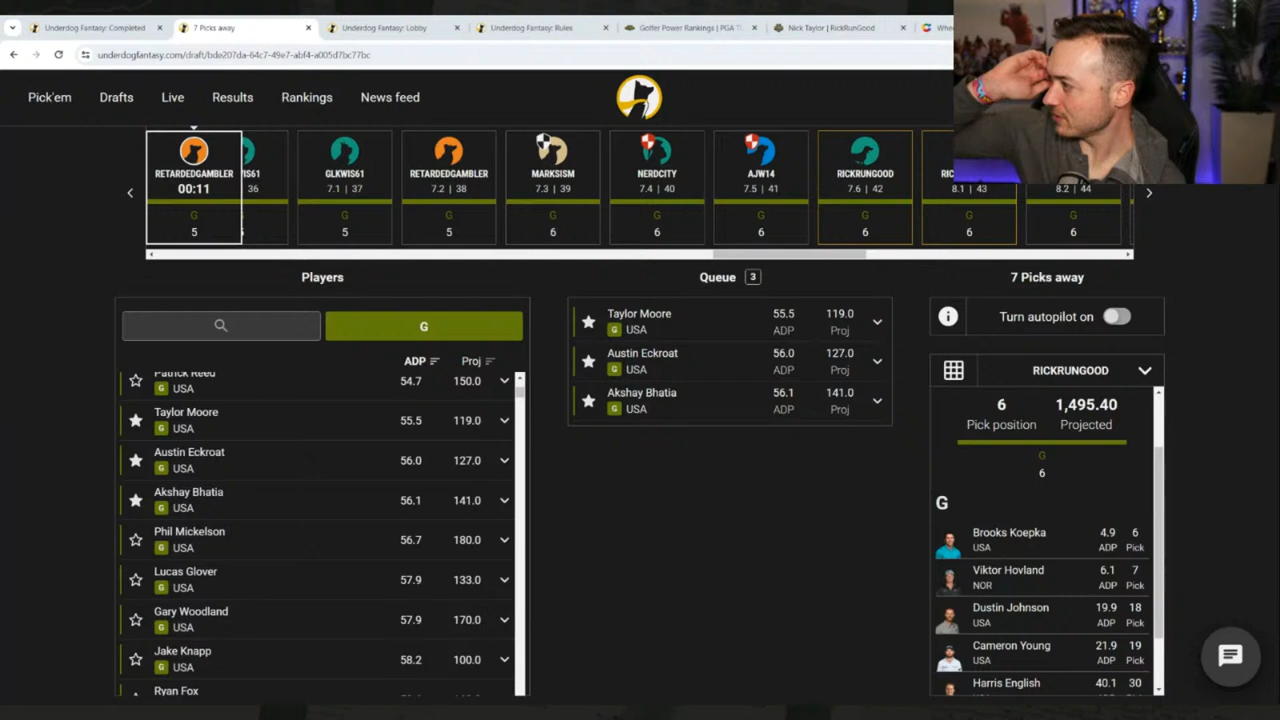 Underdog Fantasy: Completed
7 Picks away
Underdog Fantasy: Lobby
Underdog Fantasy: Rules
Golfer Power Rankings | PGA
Nick Taylor | RickRunGood
underdogfantasy.com/draft/bde207da-64c7-49e7-abf4-a005d7bc77bc
Pick'em Drafts Live Results Rankings News feed
RETARDEDGAMBLER
00:11
G
5
36
GLKWIS61
7.1 | 37
G
5
RETARDEDGAMBLER
7.2 | 38
G
5
MARKSISM
7.3 | 39
G
6
NERDCITY
7.4 | 40
G
6
AJW14
7.5 | 41
G
6
RICKRUNGOOD
7.6 | 42
G
6
8.1 | 43
G
6
8.2 | 44
G
6
Players
G
ADP Proj
Patrick Reed
G USA
54.7 150.0
Taylor Moore
G USA
55.5 119.0
Austin Eckroat
G USA
56.0 127.0
Akshay Bhatia
G USA
56.1 141.0
Phil Mickelson
G USA
56.7 180.0
Lucas Glover
G USA
57.9 133.0
Gary Woodland
G USA
57.9 170.0
Jake Knapp
G USA
58.2 100.0
Ryan Fox
Queue 3
Taylor Moore 55.5 119.0
G USA ADP Proj
Austin Eckroat 56.0 127.0
G USA ADP Proj
Akshay Bhatia 56.1 141.0
G USA ADP Proj
7 Picks away
Turn autopilot on
RICKRUNGOOD
6 1,495.40
Pick position Projected
G
6
G
Brooks Koepka 4.9 6
USA ADP Pick
Viktor Hovland 6.1 7
NOR ADP Pick
Dustin Johnson 19.9 18
USA ADP Pick
Cameron Young 21.9 19
USA ADP Pick
Harris English 40.1 30